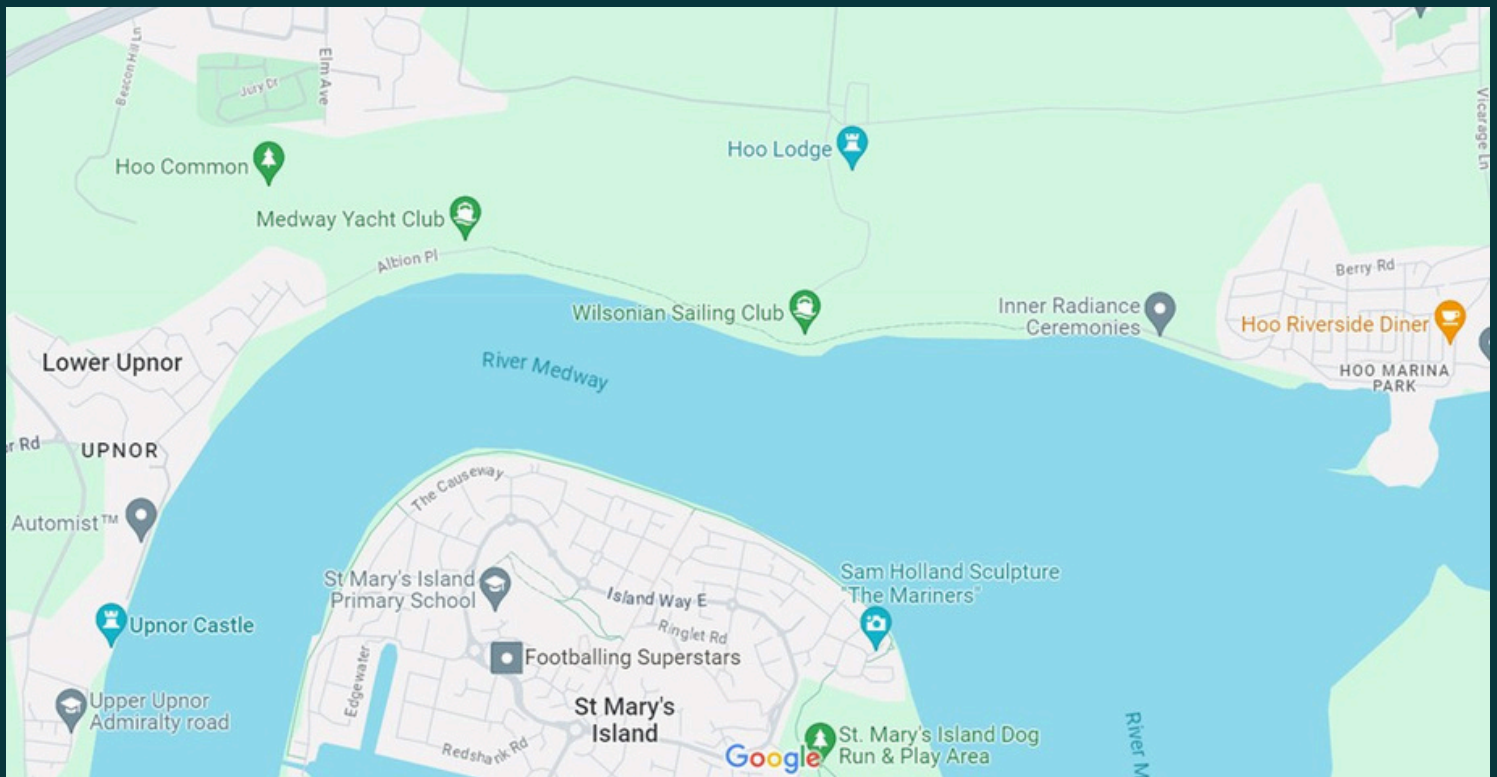 Beacon Hill Ln
Elm Ave
Jury Dr
Vicarage Ln
Hoo Lodge
Hoo Common
Medway Yacht Club
Albion Pl
Berry Rd
Wilsonian Sailing Club
Inner Radiance
Ceremonies
Hoo Riverside Diner
Lower Upnor
River Medway
HOO MARINA
PARK
r Rd
UPNOR
The Causeway
Automist™
St Mary's Island
Primary School
Sam Holland Sculpture
"The Mariners"
Island Way E
Ringlet Rd
Upnor Castle
Footballing Superstars
Edgewater
Upper Upnor
Admiralty road
St Mary's
Island
River M
St. Mary's Island Dog
Run & Play Area
Redshank Rd
Google